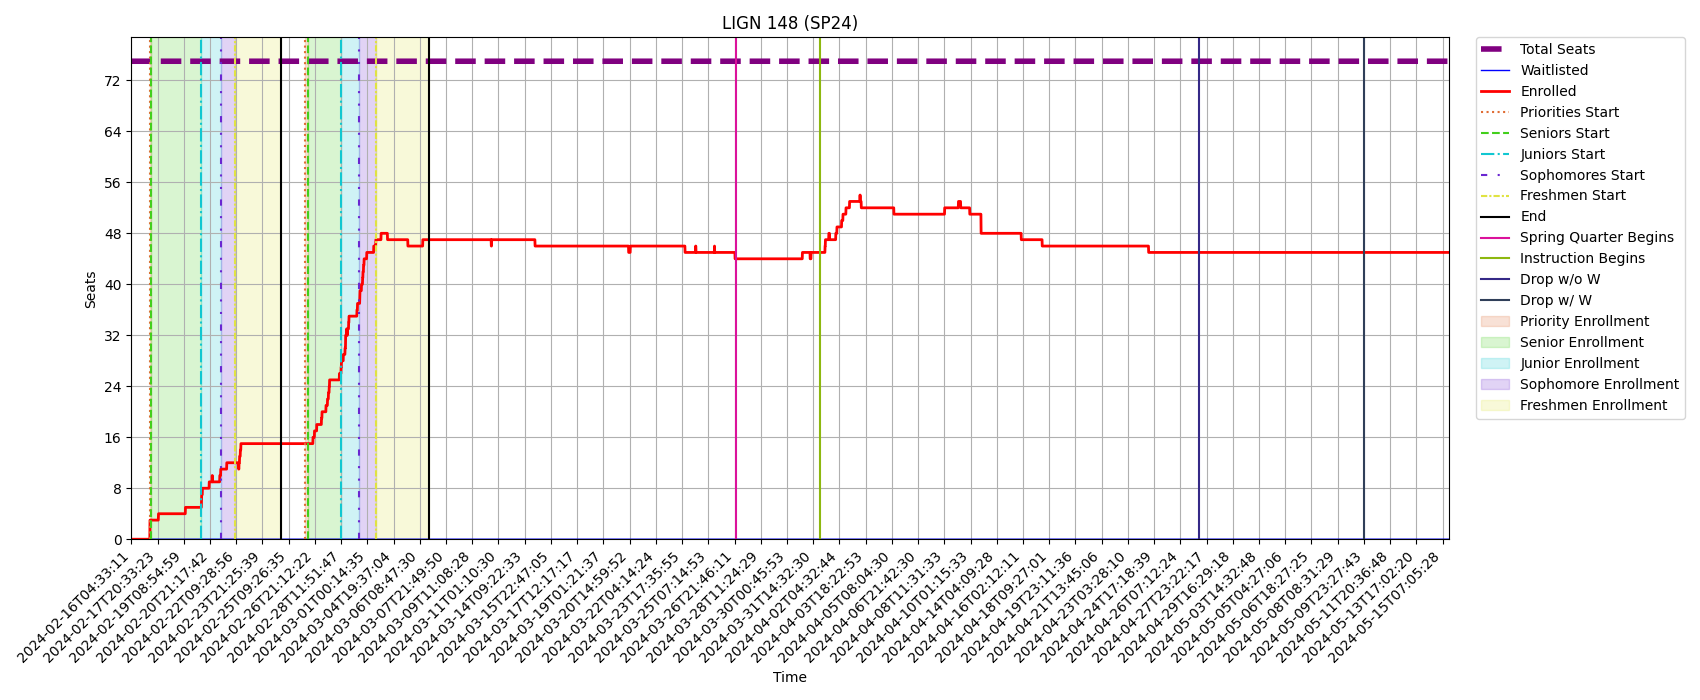 LIGN 148 (SP24)
Seats
72
64
56
48
40
32
24
16
8
0
2024-02-16T04:33:11
2024-02-17T20:33:23
2024-02-19T08:54:59
2024-02-20T21:17:42
2024-02-22T09:28:56
2024-02-23T21:25:39
2024-02-25T09:26:35
2024-02-26T21:12:22
2024-02-28T11:51:47
2024-03-01T00:14:35
2024-03-04T19:37:04
2024-03-06T08:47:30
2024-03-07T21:49:50
2024-03-09T11:08:28
2024-03-11T01:10:30
2024-03-14T09:22:33
2024-03-15T22:47:05
2024-03-17T12:17:17
2024-03-19T01:21:37
2024-03-20T14:59:52
2024-03-22T04:14:24
2024-03-23T17:35:55
2024-03-25T07:14:53
2024-03-26T21:46:11
2024-03-28T11:24:29
2024-03-30T00:45:53
2024-03-31T14:32:30
2024-04-02T04:32:44
2024-04-03T18:22:53
2024-04-05T08:04:30
2024-04-06T21:42:30
2024-04-08T11:31:33
2024-04-10T01:15:33
2024-04-14T04:09:28
2024-04-16T02:12:11
2024-04-18T09:27:01
2024-04-19T23:11:36
2024-04-21T13:45:06
2024-04-23T03:28:10
2024-04-24T17:18:39
2024-04-26T07:12:24
2024-04-27T23:22:17
2024-04-29T16:29:18
2024-05-03T14:32:48
2024-05-05T04:27:06
2024-05-06T18:27:25
2024-05-08T08:31:29
2024-05-09T23:27:43
2024-05-11T20:36:48
2024-05-13T17:02:20
2024-05-15T07:05:28
Time
Total Seats
Waitlisted
Enrolled
Priorities Start
Seniors Start
Juniors Start
Sophomores Start
Freshmen Start
End
Spring Quarter Begins
Instruction Begins
Drop w/o W
Drop w/ W
Priority Enrollment
Senior Enrollment
Junior Enrollment
Sophomore Enrollment
Freshmen Enrollment